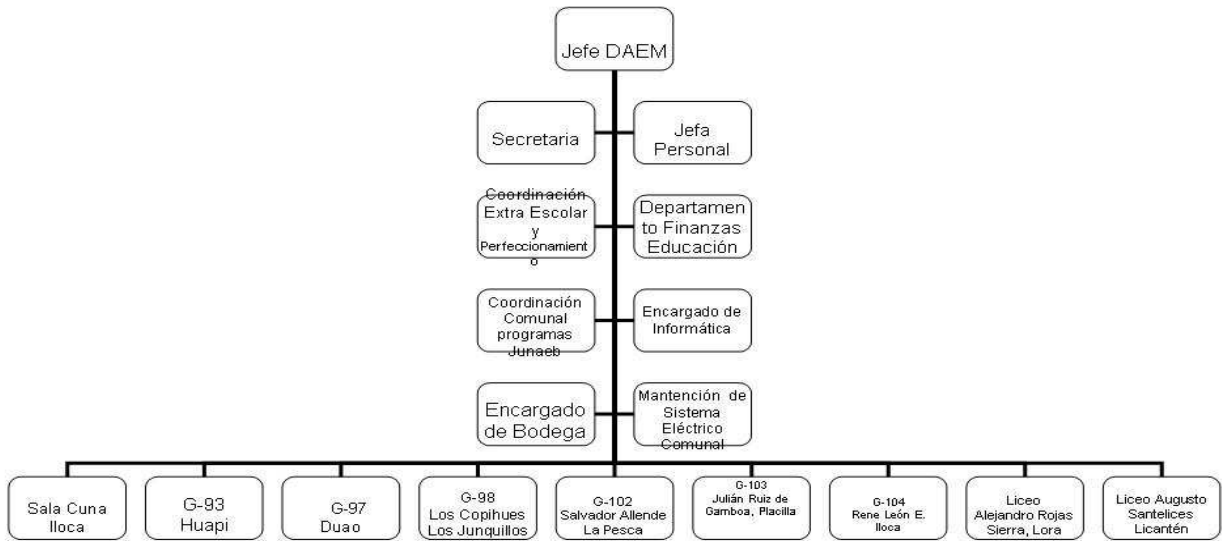 Jefe DAEM
Secretaria
Jefa
Personal
Coordinación
Extra Escolar
y
Perfeccionamient
o
Departamen
to Finanzas
Educación
Coordinación
Comunal
programas
Junaeb
Encargado de
Informática
Encargado
de Bodega
Mantención de
Sistema
Eléctrico
Comunal
Sala Cuna
Iloca
G-93
Huapi
G-97
Duao
G-98
Los Copihues
Los Junquillos
G-102
Salvador Allende
La Pesca
G-103
Julián Ruiz de
Gamboa, Placilla
G-104
Rene León E.
Iloca
Liceo
Alejandro Rojas
Sierra, Lora
Liceo Augusto
Santelices
Licantén